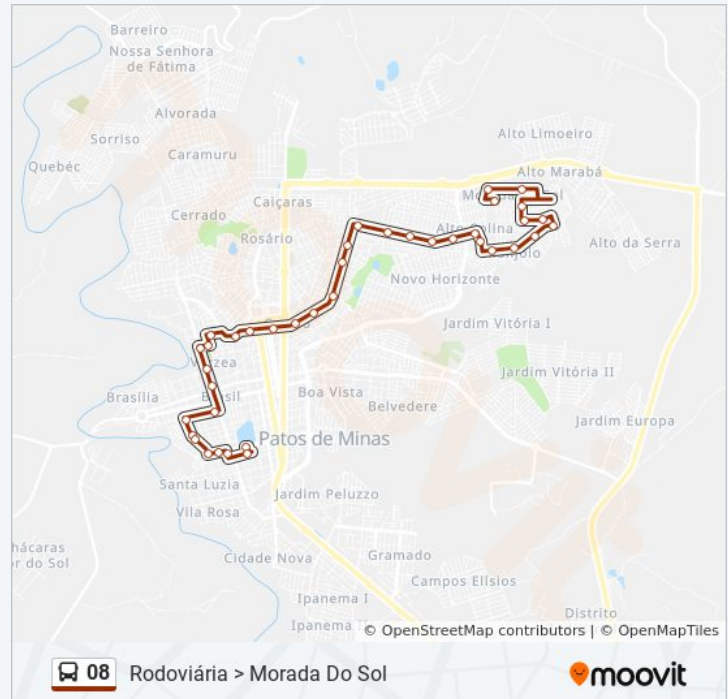 Barreiro
Nossa Senhora
de Fátima
Alvorada
Sorriso
Caramuru
Quebéc
Alto Limoeiro
Alto Marabá
Caiçaras
Cerrado
Alto Colina
Alto da Serra
Rosário
Novo Horizonte
Jardim Vitória I
Jardim Vitória II
Brasília
Brasil
Boa Vista
Belvedere
Jardim Europa
Patos de Minas
Santa Luzia
Jardim Peluzzo
Vila Rosa
Cidade Nova
Gramado
Campos Elísios
Ipanema I
Ipanema
Distrito
© OpenStreetMap contributors | © OpenMapTiles
08 Rodoviária > Morada Do Sol
moovit